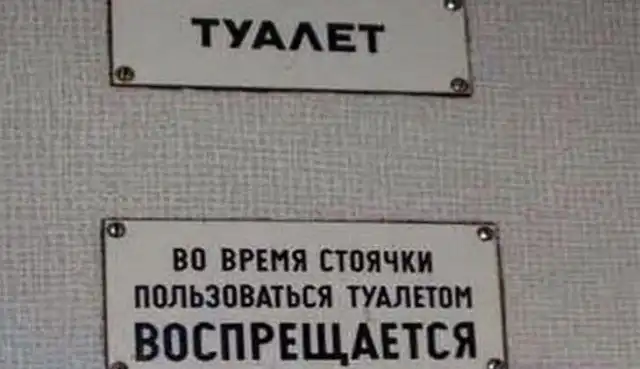 ТУАЛЕТ
ВО ВРЕМЯ СТОЯЧКИ
ПОЛЬЗОВАТЬСЯ ТУАЛЕТОМ
ВОСПРЕЩАЕТСЯ